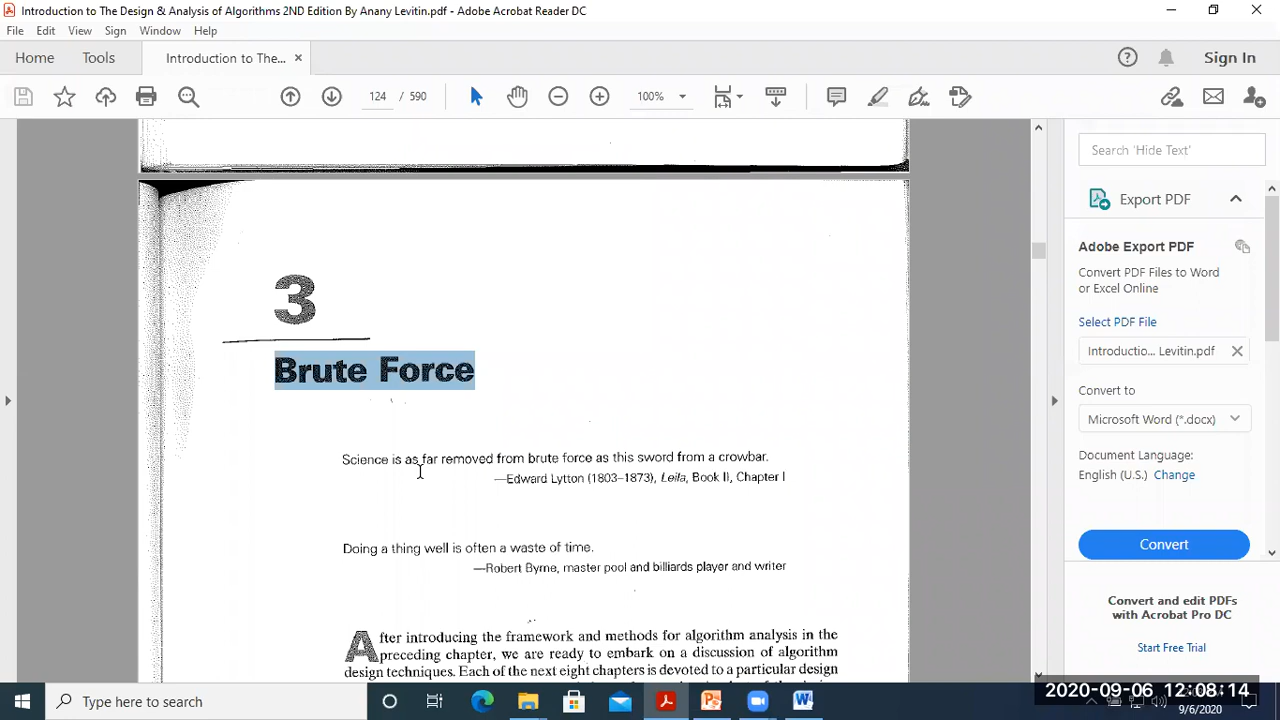 Introduction to The Design & Analysis of Algorithms 2ND Edition By Anany Levitin.pdf - Adobe Acrobat Reader DC
File Edit View Sign Window Help
Home Tools Introduction to The... ×
Sign In
124 / 590
100%
Search 'Hide Text'
Export PDF
Adobe Export PDF
Convert PDF Files to Word
or Excel Online
Select PDF File
Introductio... Levitin.pdf
Convert to
Microsoft Word (*.docx)
Document Language:
English (U.S.) Change
Convert
Convert and edit PDFs
with Acrobat Pro DC
Start Free Trial
3
Brute Force
Science is as far removed from brute force as this sword from a crowbar.
—Edward Lytton (1803–1873), Leila, Book II, Chapter I
Doing a thing well is often a waste of time.
—Robert Byrne, master pool and billiards player and writer
After introducing the framework and methods for algorithm analysis in the
preceding chapter, we are ready to embark on a discussion of algorithm
design techniques. Each of the next eight chapters is devoted to a particular design
Type here to search
2020-09-06 12:08:14
9/6/2020